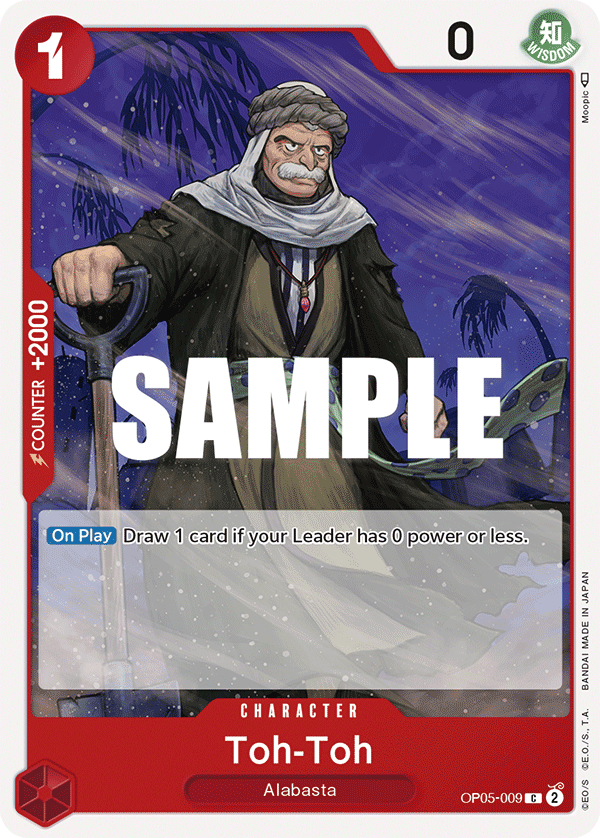 1
0
知
WISDOM
Moopic
COUNTER +2000
SAMPLE
On Play Draw 1 card if your Leader has 0 power or less.
CHARACTER
Toh-Toh
Alabasta
OP05-009 C 2
©EO/S ©E.O./S., T.A. BANDAI MADE IN JAPAN